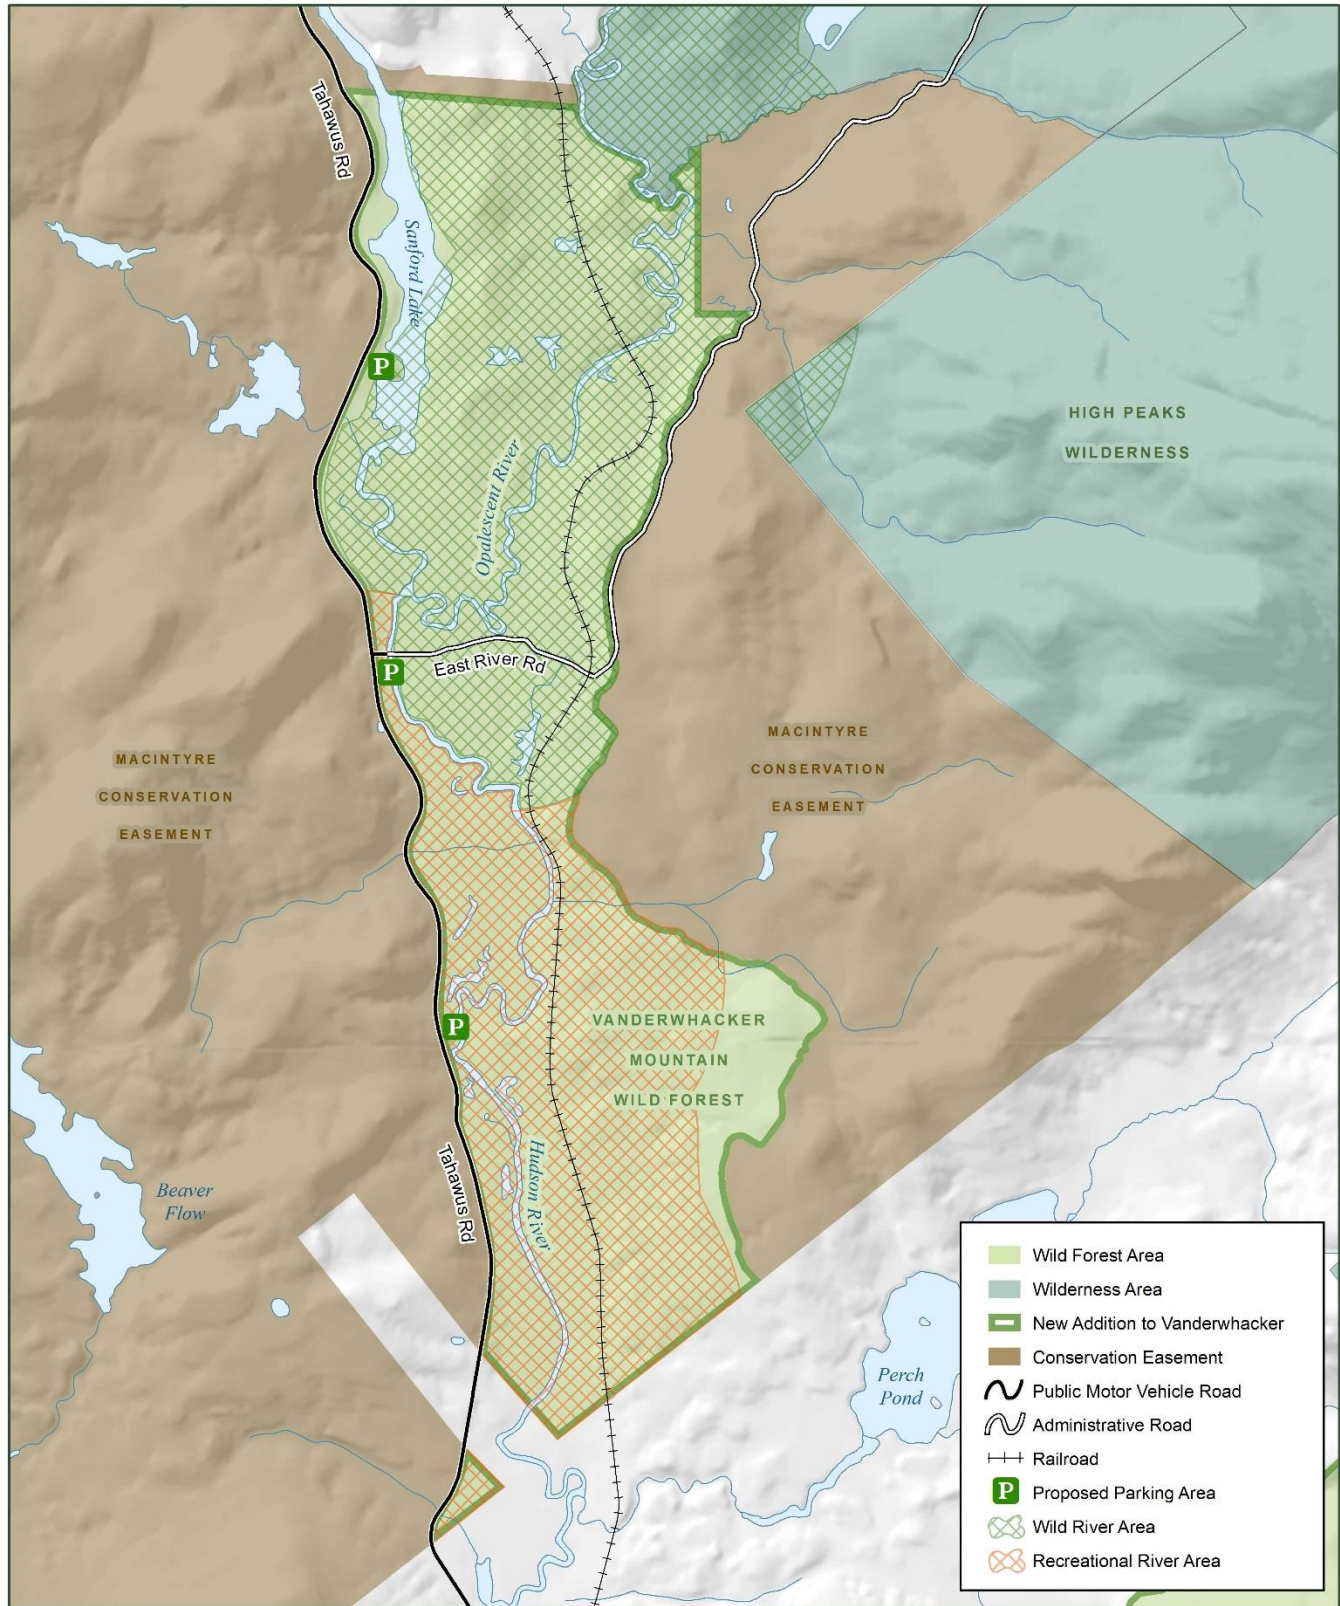 Tahawus Rd
Sanford Lake
P
HIGH PEAKS
WILDERNESS
Opalescent River
East River Rd
P
MACINTYRE
CONSERVATION
EASEMENT
MACINTYRE
CONSERVATION
EASEMENT
P
VANDERWHACKER
MOUNTAIN
WILD FOREST
Tahawus Rd
Hudson River
Beaver
Flow
Perch
Pond
Wild Forest Area
Wilderness Area
New Addition to Vanderwhacker
Conservation Easement
Public Motor Vehicle Road
Administrative Road
Railroad
P Proposed Parking Area
Wild River Area
Recreational River Area